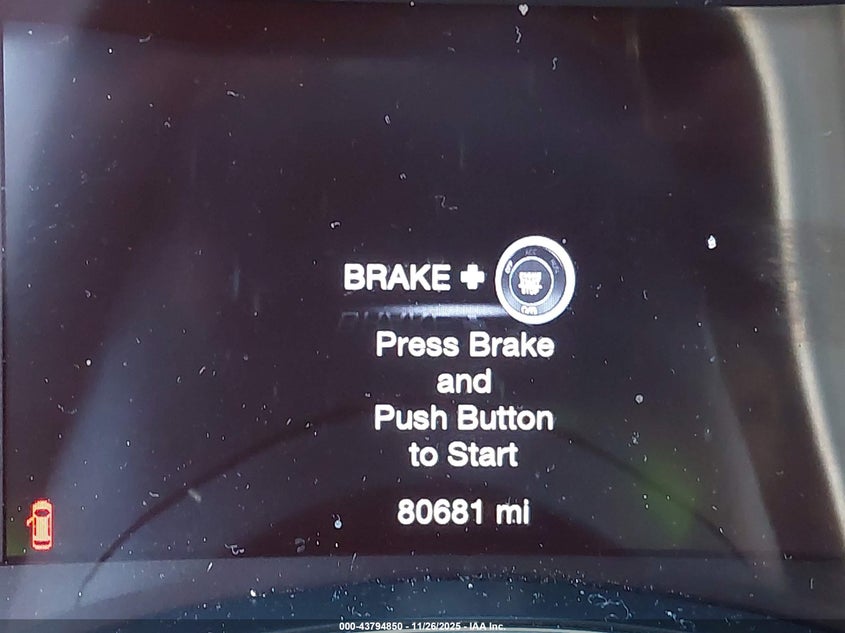 BRAKE +
Press Brake
and
Push Button
to Start
80681 mi
000-43794850 - 11/26/2025 - IAA Inc.